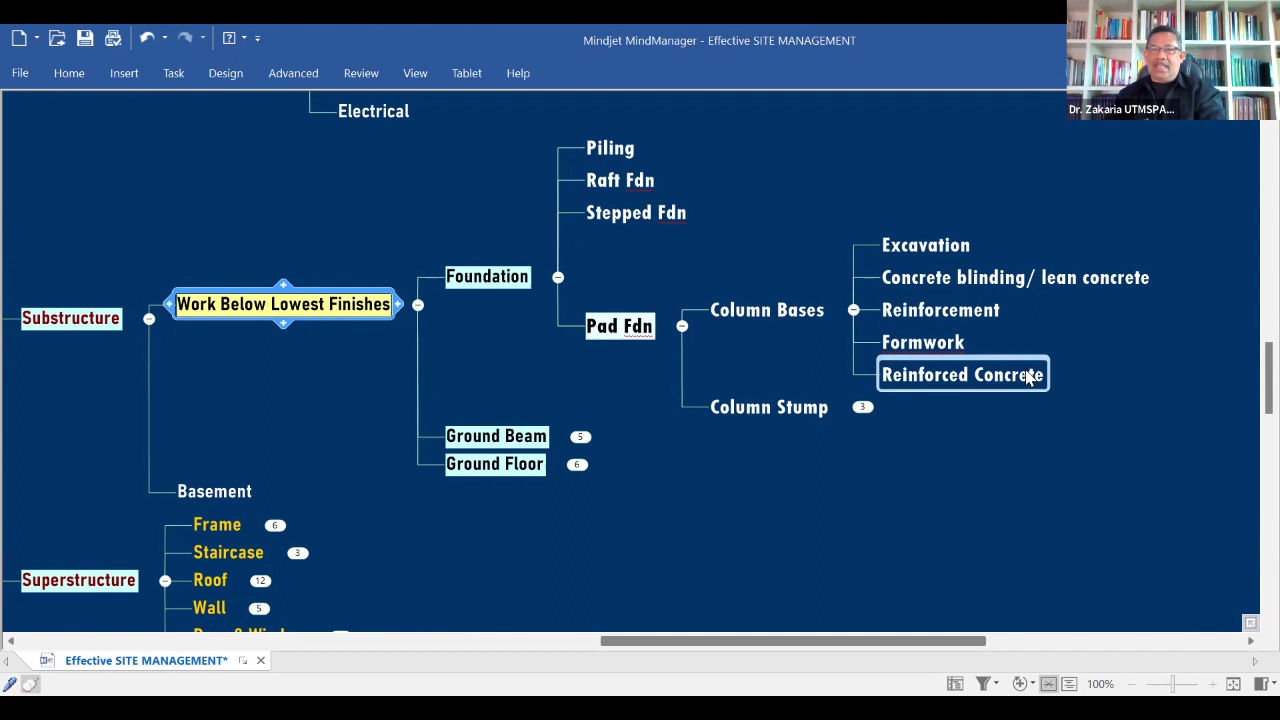 Mindjet MindManager - Effective SITE MANAGEMENT
File Home Insert Task Design Advanced Review View Tablet Help
Dr. Zakaria UTMSPA...
Electrical
Piling
Raft Fdn
Stepped Fdn
Excavation
Foundation
Concrete blinding/ lean concrete
Work Below Lowest Finishes
Column Bases
Reinforcement
Substructure
Pad Fdn
Formwork
Reinforced Concrete
Column Stump 3
Ground Beam 5
Ground Floor 6
Basement
Frame 6
Staircase 3
Superstructure
Roof 12
Wall 5
Effective SITE MANAGEMENT*
100%